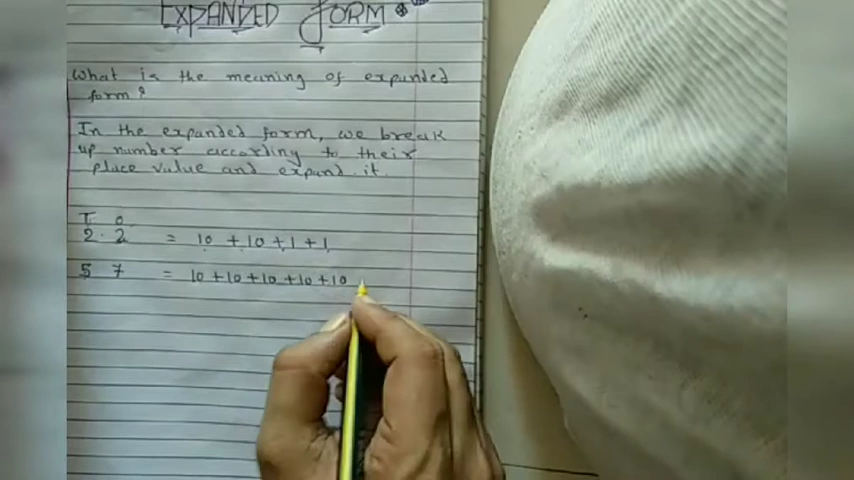 EXPANDED FORM
What is the meaning of expanded
form?
In the expanded form, we break
up number according to their
place value and expand it.
T O
2 2 = 10 + 10 + 1 + 1
5 7 = 10 + 10 + 10 + 10 + 10